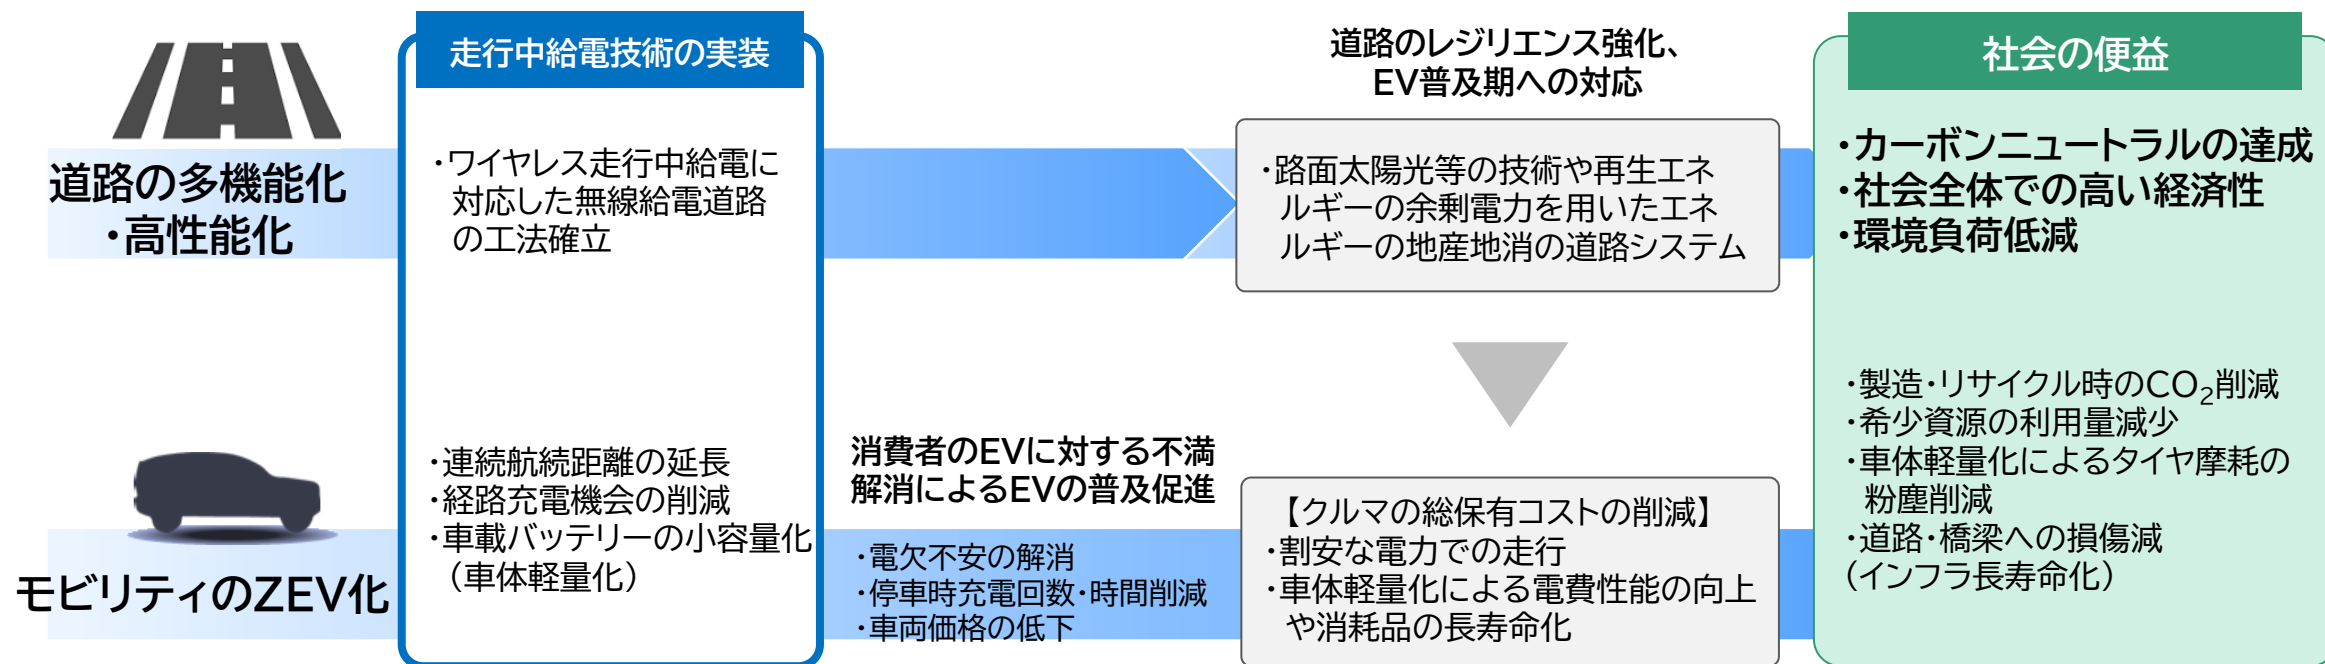 道路の多機能化
・高性能化
モビリティのZEV化
走行中給電技術の実装
・ワイヤレス走行中給電に
対応した無線給電道路
の工法確立
・連続航続距離の延長
・経路充電機会の削減
・車載バッテリーの小容量化
（車体軽量化）
消費者のEVに対する不満
解消によるEVの普及促進
・電欠不安の解消
・停車時充電回数・時間削減
・車両価格の低下
道路のレジリエンス強化、
EV普及期への対応
・路面太陽光等の技術や再生エネ
ルギーの余剰電力を用いたエネ
ルギーの地産地消の道路システム
【クルマの総保有コストの削減】
・割安な電力での走行
・車体軽量化による電費性能の向上
や消耗品の長寿命化
社会の便益
・カーボンニュートラルの達成
・社会全体での高い経済性
・環境負荷低減
・製造・リサイクル時のCO₂削減
・希少資源の利用量減少
・車体軽量化によるタイヤ摩耗の
粉塵削減
・道路・橋梁への損傷減
（インフラ長寿命化）